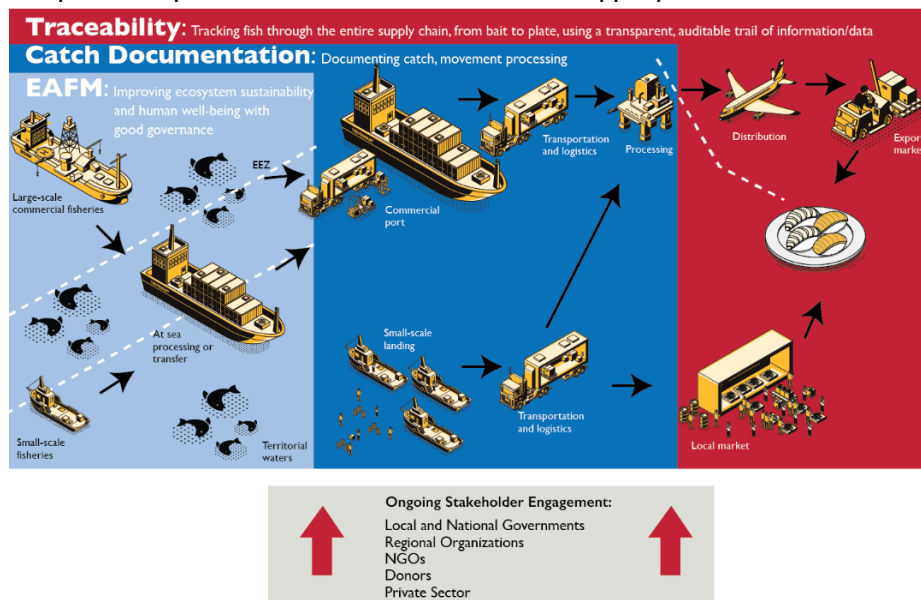 Traceability: Tracking fish through the entire supply chain, from bait to plate, using a transparent, auditable trail of information/data
Catch Documentation: Documenting catch, movement processing
EAFM: Improving ecosystem sustainability
and human well-being with
good governance
Large-scale
commercial fisheries
EEZ
At sea
processing or
transfer
Small-scale
fisheries
Territorial
waters
Commercial
port
Transportation
and logistics
Processing
Small-scale
landing
Transportation
and logistics
Distribution
Export
market
Local market
Ongoing Stakeholder Engagement:
Local and National Governments
Regional Organizations
NGOs
Donors
Private Sector